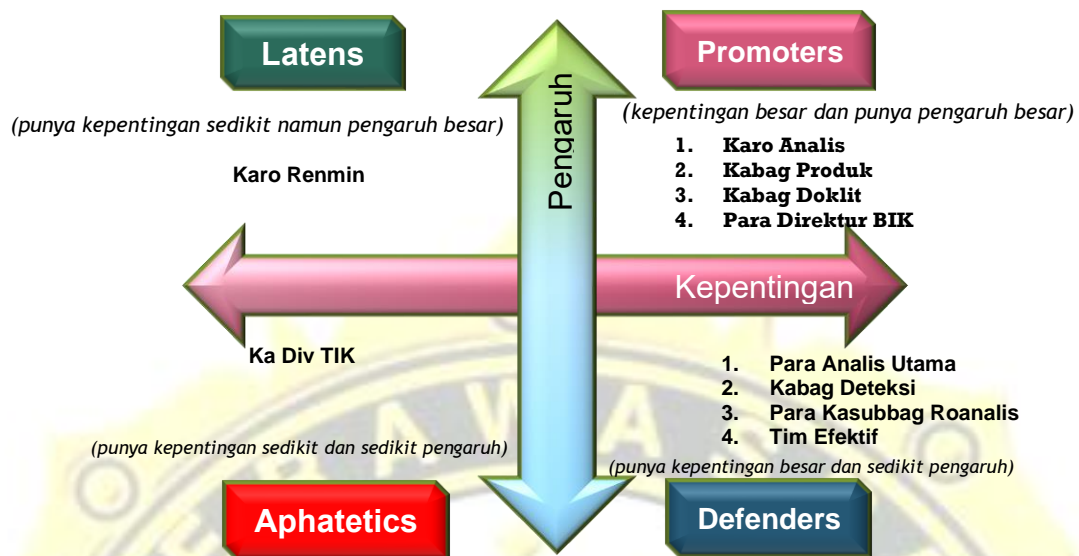 Latens
(punya kepentingan sedikit namun pengaruh besar)
Karo Renmin
Promoters
(kepentingan besar dan punya pengaruh besar)
1. Karo Analis
2. Kabag Produk
3. Kabag Doklit
4. Para Direktur BIK
Pengaruh
Kepentingan
Ka Div TIK
(punya kepentingan sedikit dan sedikit pengaruh)
Aphatetics
1. Para Analis Utama
2. Kabag Deteksi
3. Para Kasubbag Roanalis
4. Tim Efektif
(punya kepentingan besar dan sedikit pengaruh)
Defenders